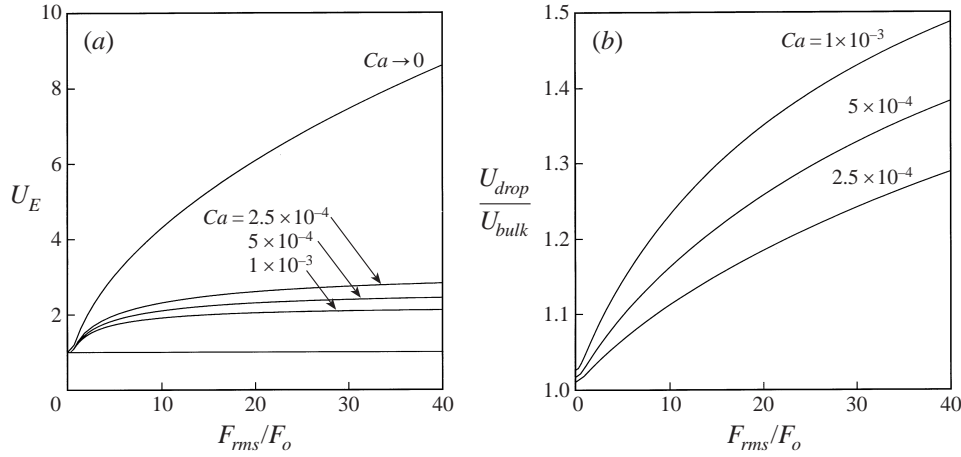 (a)
10
8
6
4
2
U_E
Ca → 0
Ca = 2.5 × 10⁻⁴
5 × 10⁻⁴
1 × 10⁻³
0 10 20 30 40
F_rms/F_o
(b)
1.5
1.4
1.3
1.2
1.1
1.0
U_drop
U_bulk
Ca = 1 × 10⁻³
5 × 10⁻⁴
2.5 × 10⁻⁴
0 10 20 30 40
F_rms/F_o